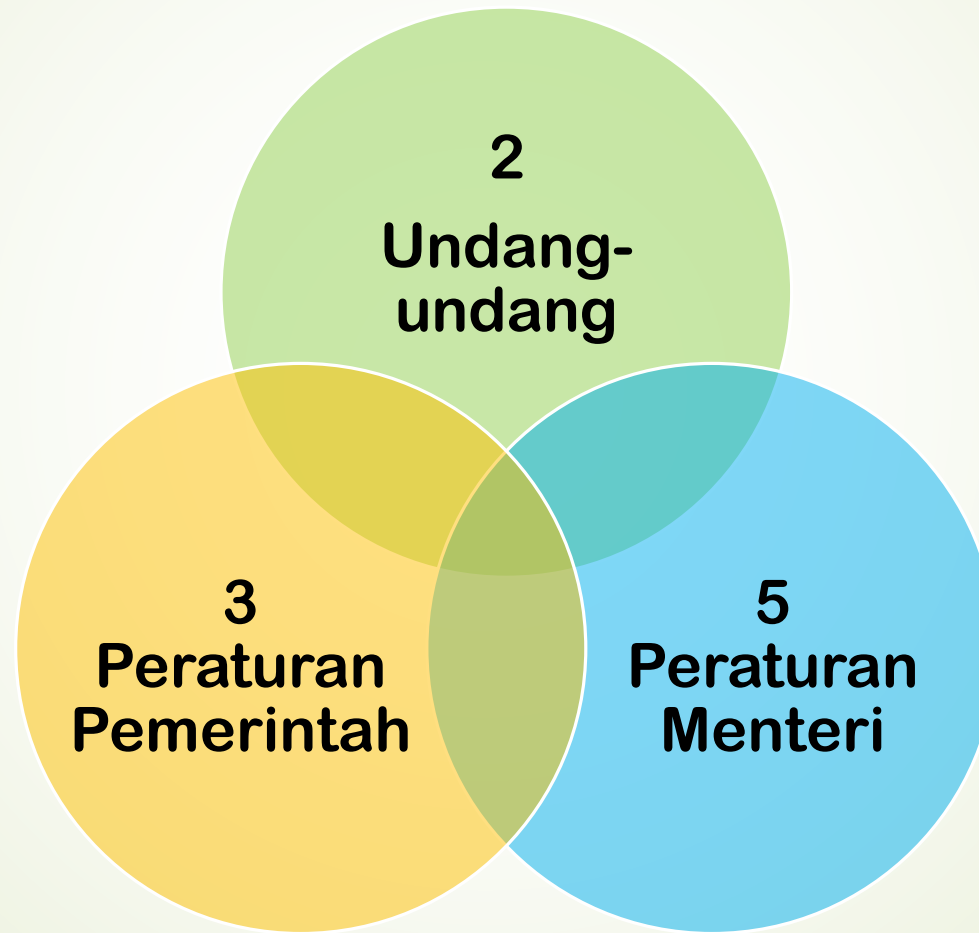 2
Undang-
undang
3
Peraturan
Pemerintah
5
Peraturan
Menteri